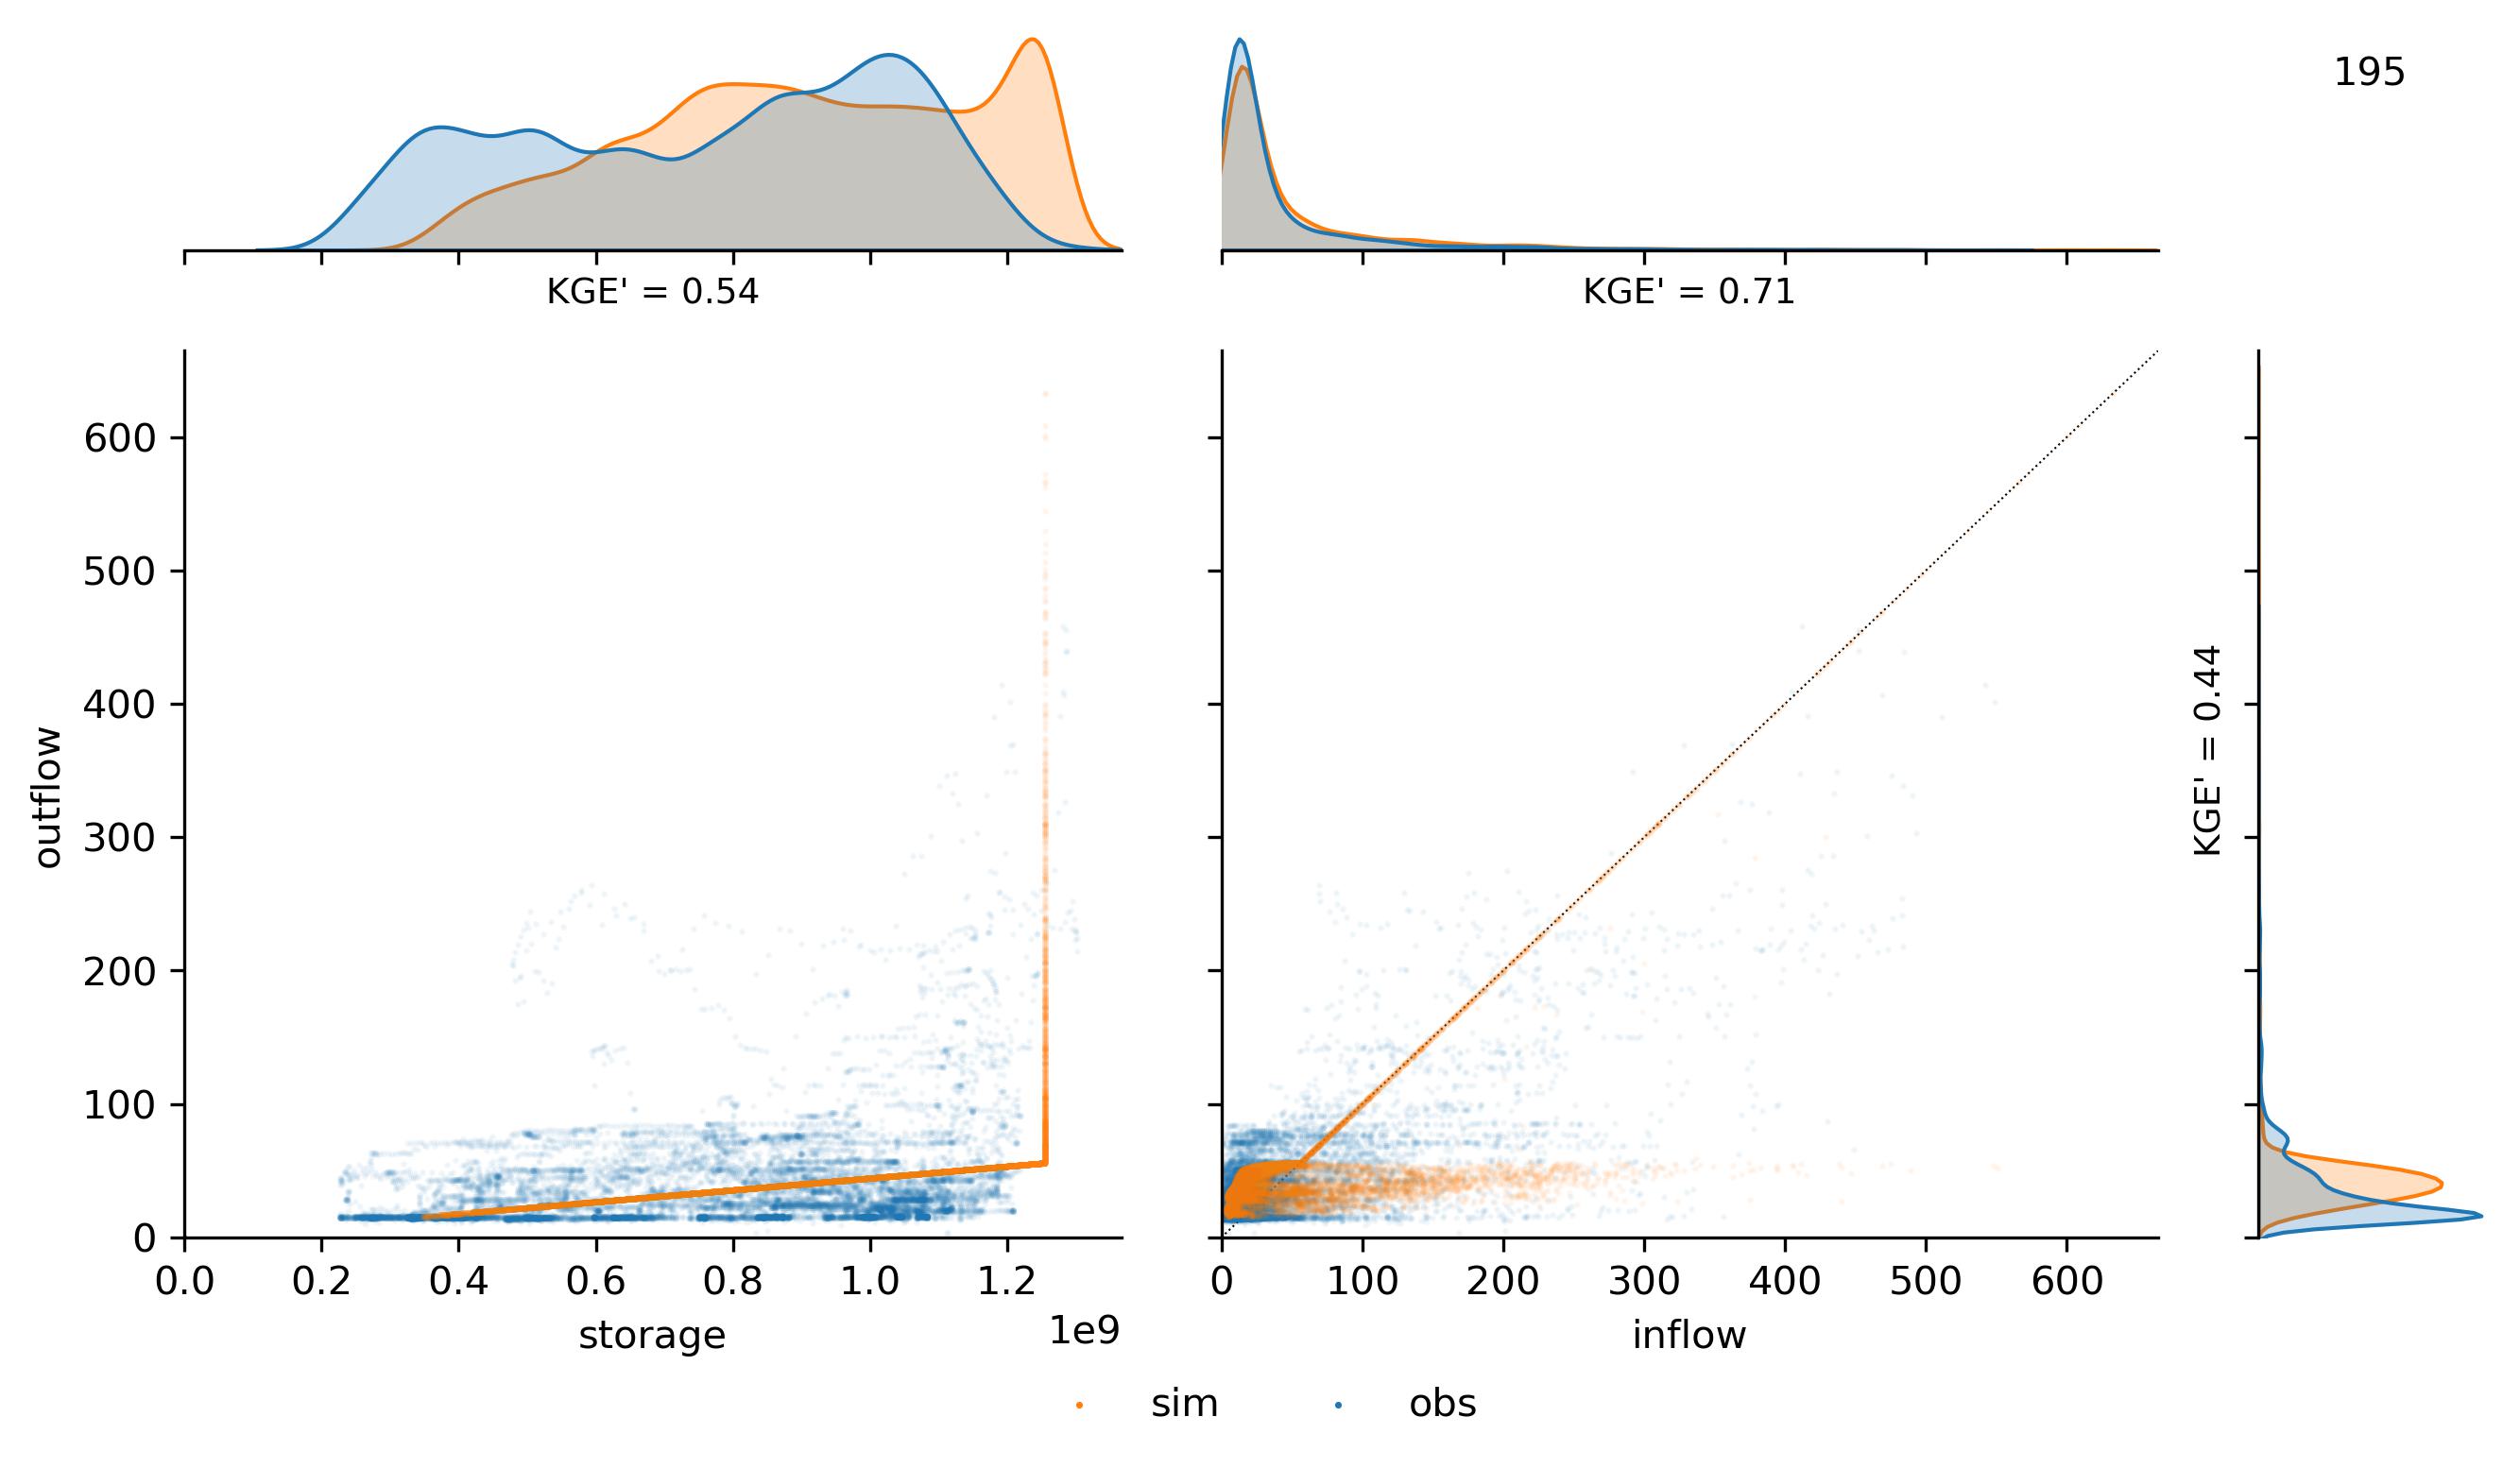 195
KGE' = 0.54
KGE' = 0.71
outflow
600
500
400
300
200
100
0
KGE' = 0.44
0.0 0.2 0.4 0.6 0.8 1.0 1.2
1e9
storage
0 100 200 300 400 500 600
inflow
sim obs